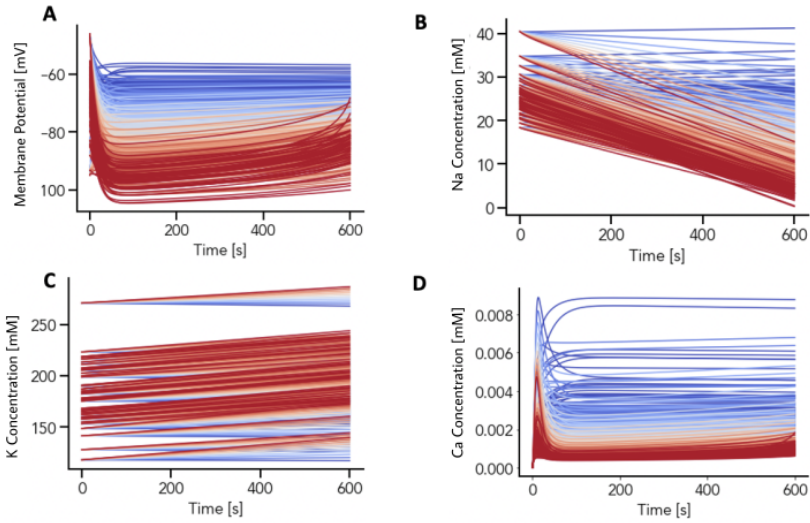 A
Membrane Potential [mV]
−60
−80
100
0
200
400
600
Time [s]
B
Na Concentration [mM]
40
30
20
10
0
0
200
400
600
Time [s]
C
K Concentration [mM]
250
200
150
0
200
400
600
Time [s]
D
Ca Concentration [mM]
0.008
0.006
0.004
0.002
0.000
0
200
400
600
Time [s]